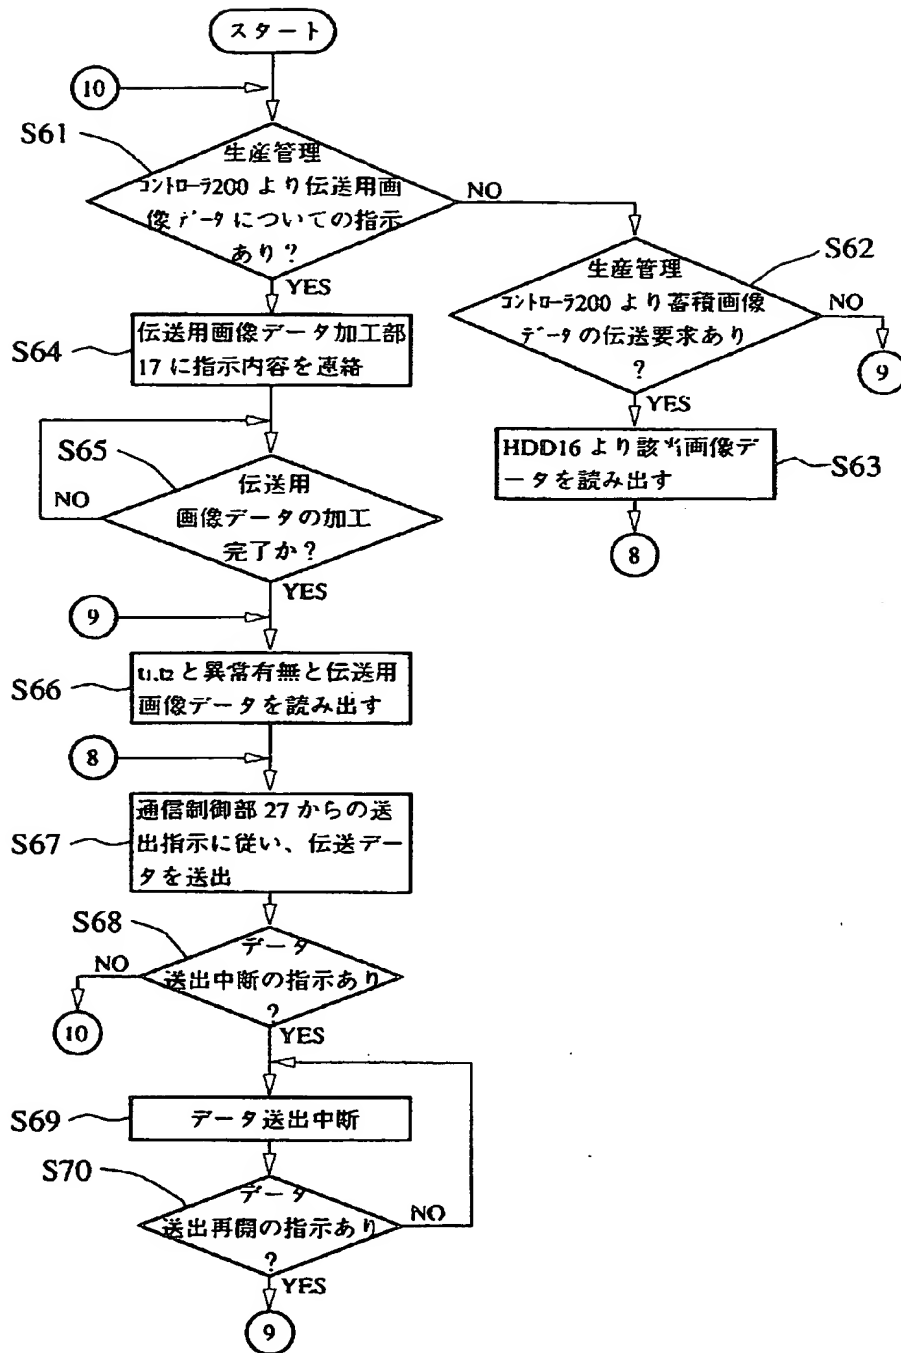 スタート
10
S61
生産管理
コントローラ200 より伝送用画
像データについての指示
あり?
NO
YES
S62
生産管理
コントローラ200 より蓄積画像
データの伝送要求あり
?
NO
9
YES
S64
伝送用画像データ加工部
17 に指示内容を連絡
HDD16 より該当画像デ
ータを読み出す
S63
8
S65
伝送用
画像データの加工
完了か?
NO
YES
9
S66
t1,t2 と異常有無と伝送用
画像データを読み出す
8
S67
通信制御部 27 からの送
出指示に従い、伝送デー
タを送出
S68
データ
送出中断の指示あり
?
NO
10
YES
S69
データ送出中断
S70
データ
送出再開の指示あり
?
NO
YES
9